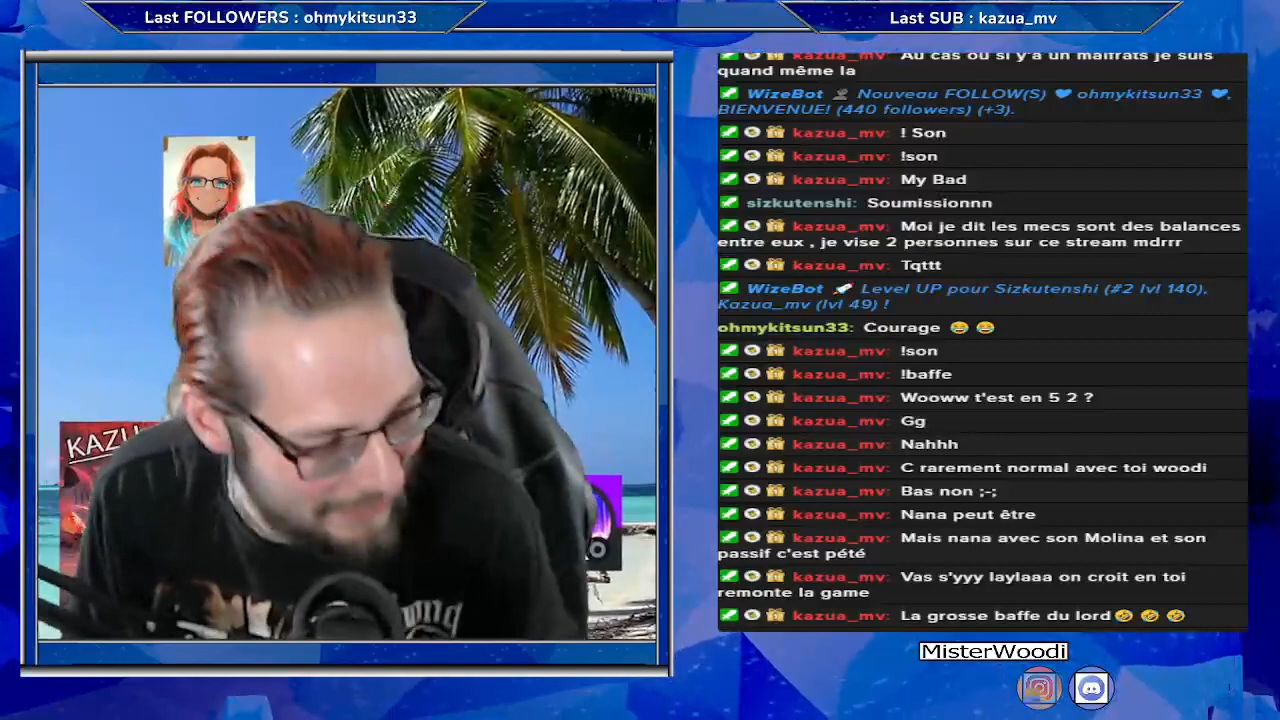 Last FOLLOWERS : ohmykitsun33
Last SUB : kazua_mv
kazua_mv: Au cas où si y'a un malfrats je suis
quand même la
WizeBot Nouveau FOLLOW(S) ohmykitsun33 ,
BIENVENUE! (440 followers) (+3).
kazua_mv: ! Son
kazua_mv: !son
kazua_mv: My Bad
sizkutenshi: Soumissionnn
kazua_mv: Moi je dit les mecs sont des balances
entre eux , je vise 2 personnes sur ce stream mdrrr
kazua_mv: Tqttt
WizeBot Level UP pour Sizkutenshi (#2 lvl 140),
Kazua_mv (lvl 49) !
ohmykitsun33: Courage 😂 😂
kazua_mv: !son
kazua_mv: !baffe
kazua_mv: Wooww t'est en 5 2 ?
kazua_mv: Gg
kazua_mv: Nahhh
kazua_mv: C rarement normal avec toi woodi
kazua_mv: Bas non ;-;
kazua_mv: Nana peut être
kazua_mv: Mais nana avec son Molina et son
passif c'est pété
kazua_mv: Vas s'yyy laylaaa on croit en toi
remonte la game
kazua_mv: La grosse baffe du lord🤣 🤣 🤣
MisterWoodi